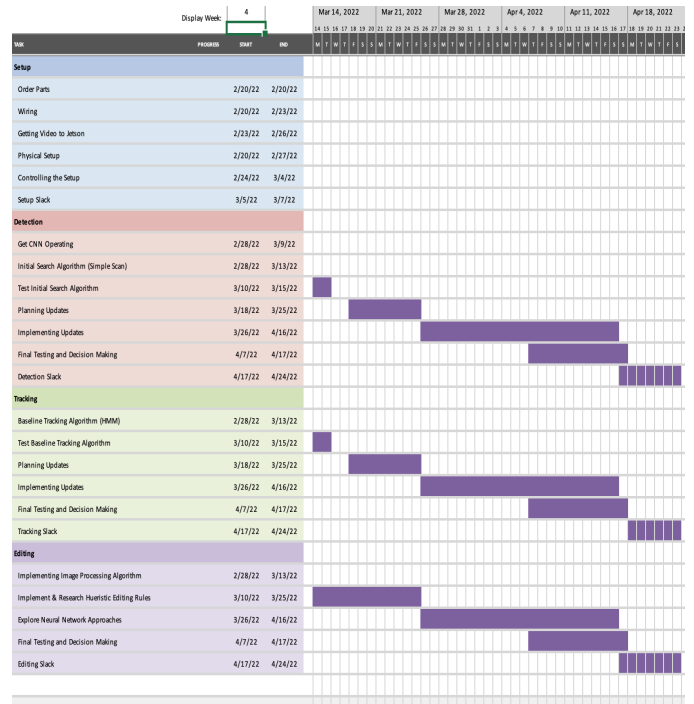 4 Mar 14, 2022 Mar 21, 2022 Mar 28, 2022 Apr 4, 2022 Apr 11, 2022 Apr 18, 2022
Display Week:
14 15 16 17 18 19 20 21 22 23 24 25 26 27 28 29 30 31 1 2 3 4 5 6 7 8 9 10 11 12 13 14 15 16 17 18 19 20 21 22 23
TASK PROGRESS START END M T W T F S S M T W T F S S M T W T F S S M T W T F S S M T W T F S S M T W T F S
Setup
Order Parts 2/20/22 2/20/22
Wiring 2/20/22 2/23/22
Getting Video to Jetson 2/23/22 2/26/22
Physical Setup 2/20/22 2/27/22
Controlling the Setup 2/24/22 3/4/22
Setup Slack 3/5/22 3/7/22
Detection
Get CNN Operating 2/28/22 3/9/22
Initial Search Algorithm (Simple Scan) 2/28/22 3/13/22
Test Initial Search Algorithm 3/10/22 3/15/22
Planning Updates 3/18/22 3/25/22
Implementing Updates 3/26/22 4/16/22
Final Testing and Decision Making 4/7/22 4/17/22
Detection Slack 4/17/22 4/24/22
Tracking
Baseline Tracking Algorithm (HMM) 2/28/22 3/13/22
Test Baseline Tracking Algorithm 3/10/22 3/15/22
Planning Updates 3/18/22 3/25/22
Implementing Updates 3/26/22 4/16/22
Final Testing and Decision Making 4/7/22 4/17/22
Tracking Slack 4/17/22 4/24/22
Editing
Implementing Image Processing Algorithm 2/28/22 3/13/22
Implement & Research Hueristic Editing Rules 3/10/22 3/25/22
Explore Neural Network Approaches 3/26/22 4/16/22
Final Testing and Decision Making 4/7/22 4/17/22
Editing Slack 4/17/22 4/24/22